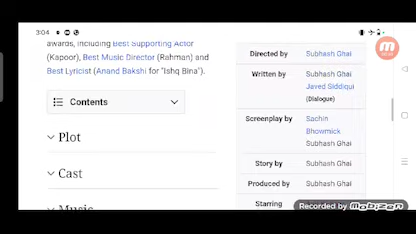 3:04
awards, including Best Supporting Actor
(Kapoor), Best Music Director (Rahman) and
Best Lyricist (Anand Bakshi for "Ishq Bina").
Contents
Plot
Cast
Music
Directed by Subhash Ghai
Written by Subhash Ghai
Javed Siddiqui
(Dialogue)
Screenplay by Sachin
Bhowmick
Subhash Ghai
Story by Subhash Ghai
Produced by Subhash Ghai
Starring
Recorded by Mobizen